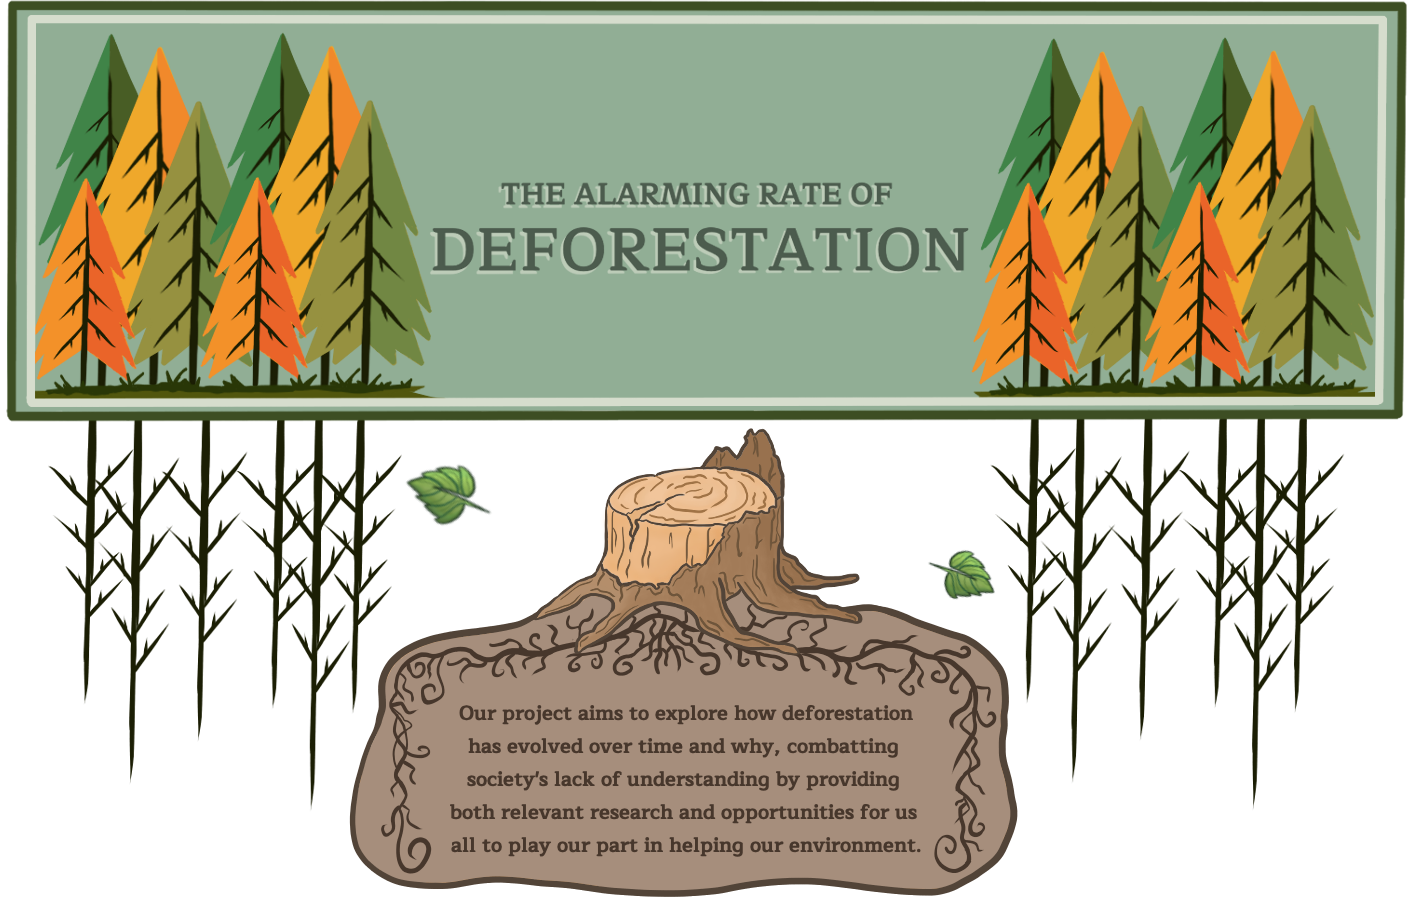 THE ALARMING RATE OF
DEFORESTATION
Our project aims to explore how deforestation
has evolved over time and why, combatting
society's lack of understanding by providing
both relevant research and opportunities for us
all to play our part in helping our environment.